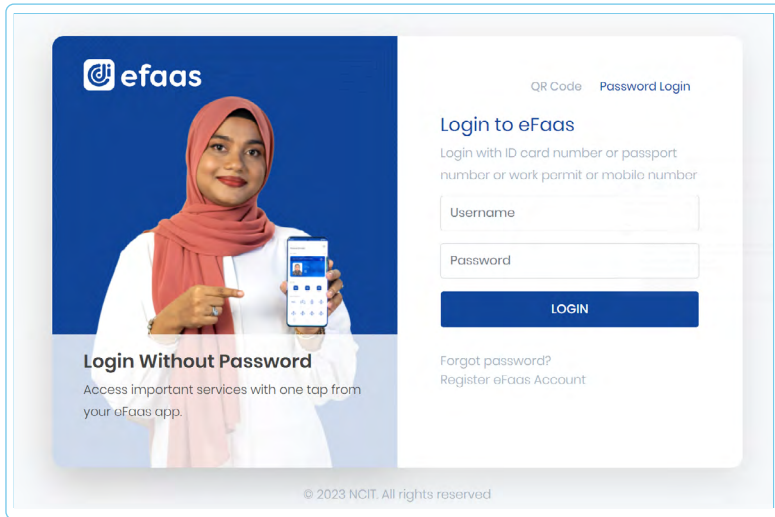 efaas
Login Without Password
Access important services with one tap from
your eFaas app.
QR Code Password Login
Login to eFaas
Login with ID card number or passport
number or work permit or mobile number
Username
Password
LOGIN
Forgot password?
Register eFaas Account
© 2023 NCIT. All rights reserved